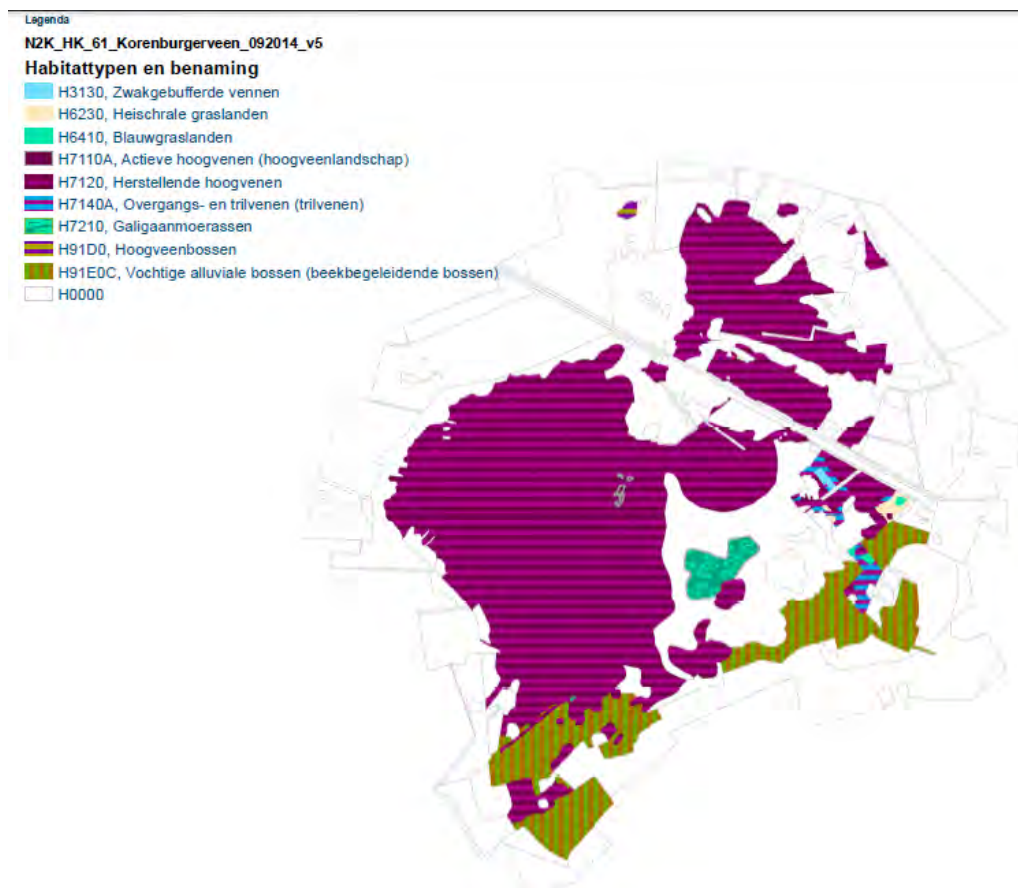 Legenda
N2K_HK_61_Korenburgerveen_092014_v5
Habitattypen en benaming
H3130, Zwakgebufferde vennen
H6230, Heischrale graslanden
H6410, Blauwgraslanden
H7110A, Actieve hoogvenen (hoogveenlandschap)
H7120, Herstellende hoogvenen
H7140A, Overgangs- en trilvenen (trilvenen)
H7210, Galigaanmoerassen
H91D0, Hoogveenbossen
H91E0C, Vochtige alluviale bossen (beekbegeleidende bossen)
H0000